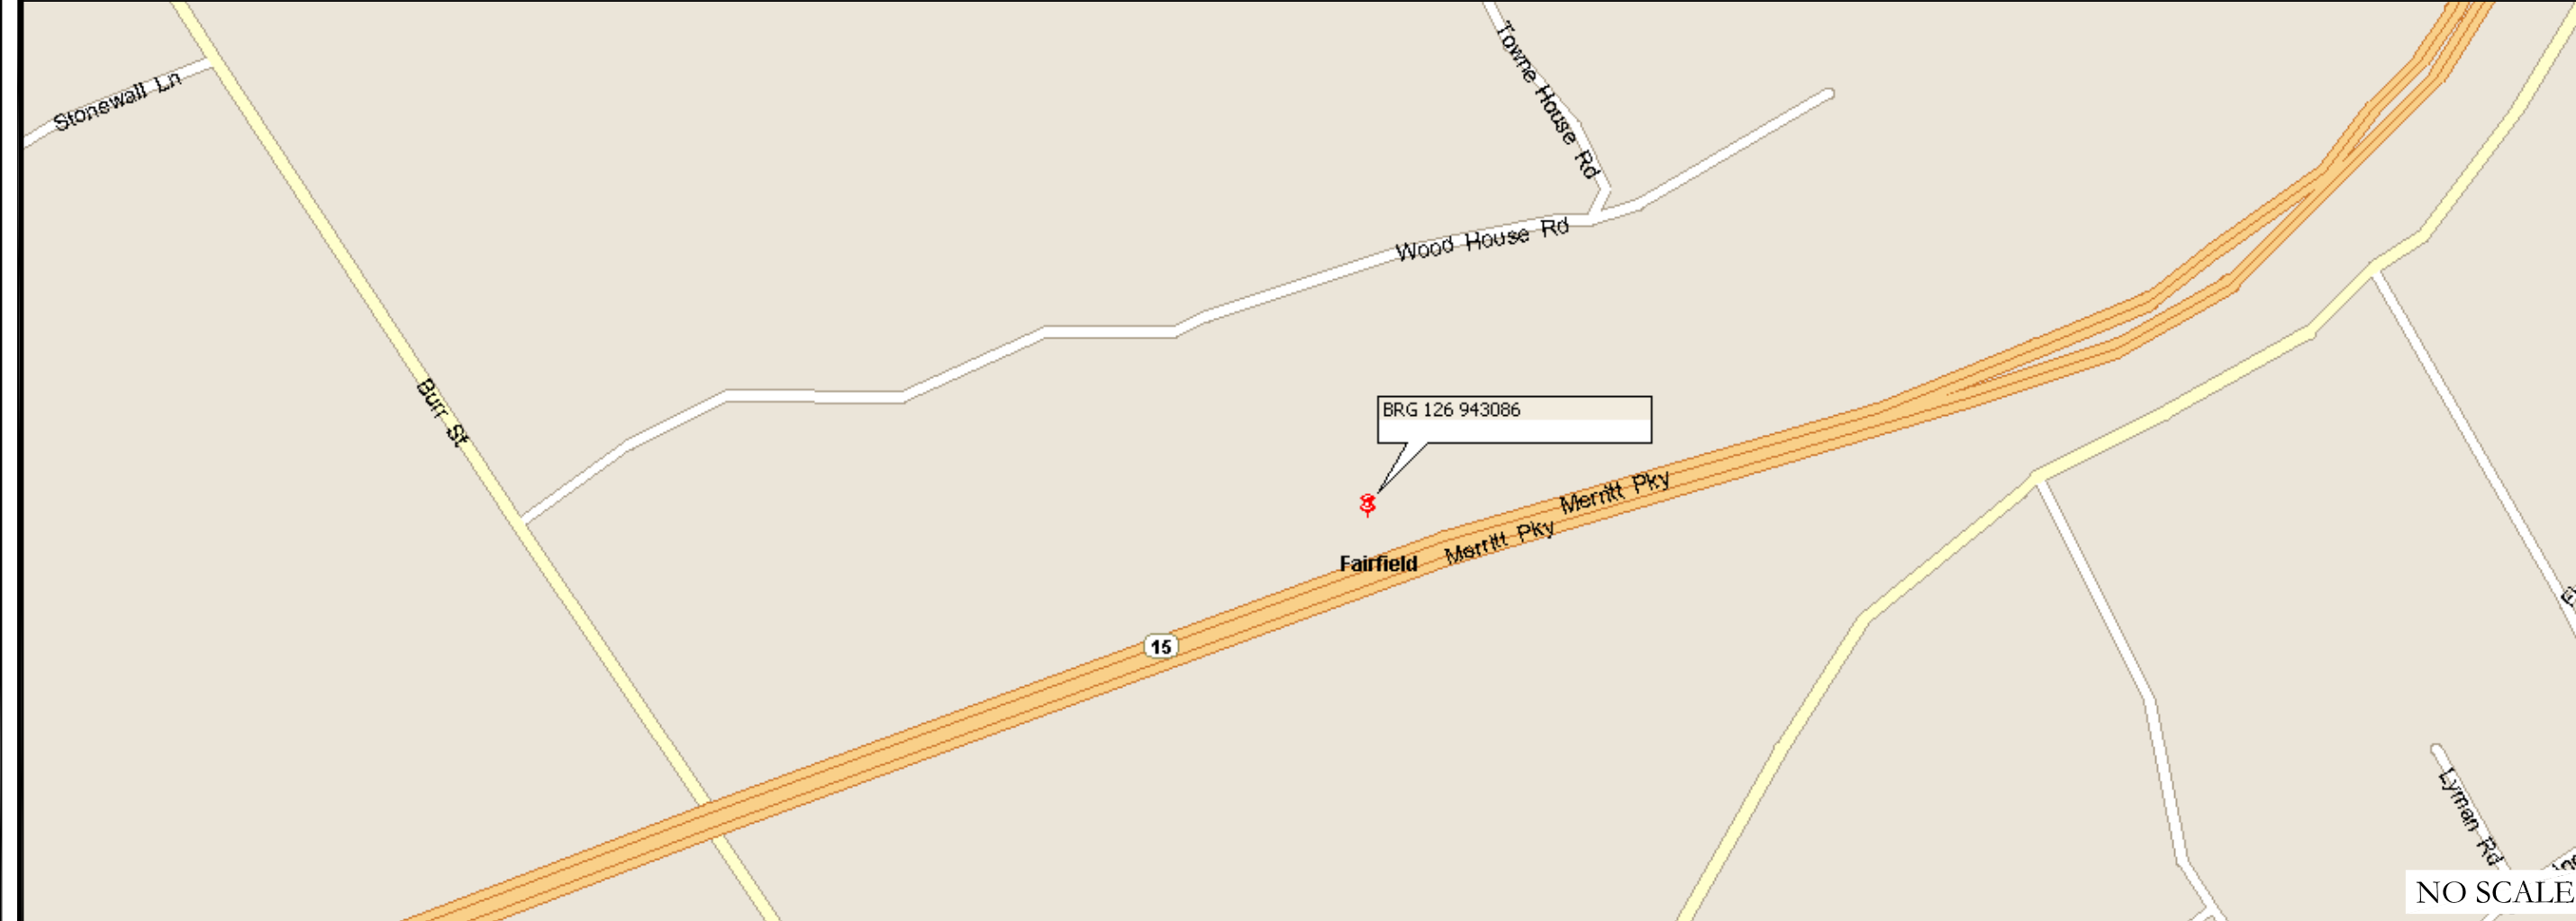 Stonewall Ln
Towne House Rd
Wood House Rd
Burr St
BRG 126 943086
Merritt Pky
Merritt Pky
Fairfield
15
Lyman Rd
NO SCALE